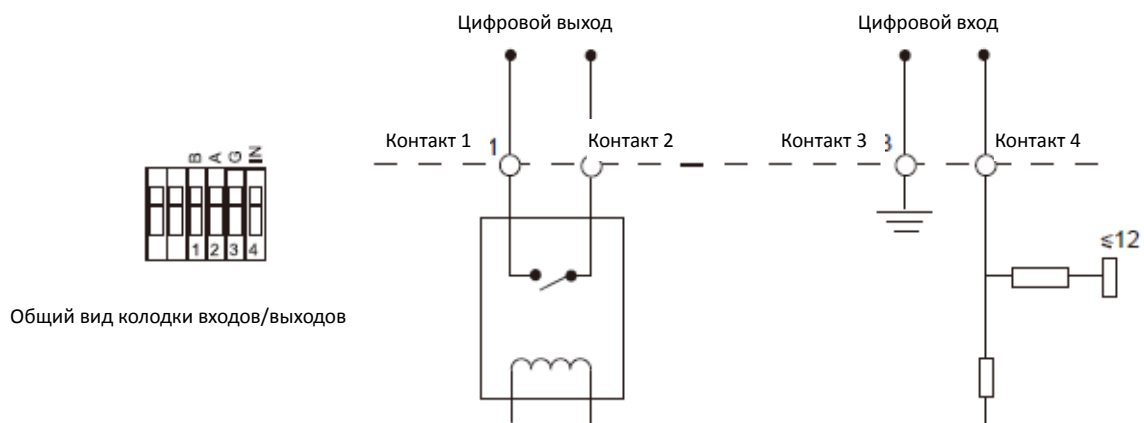 Цифровой выход
Цифровой вход
Контакт 1
1
Контакт 2
Контакт 3
3
Контакт 4
B A G IN
1 2 3 4
≤12
Общий вид колодки входов/выходов